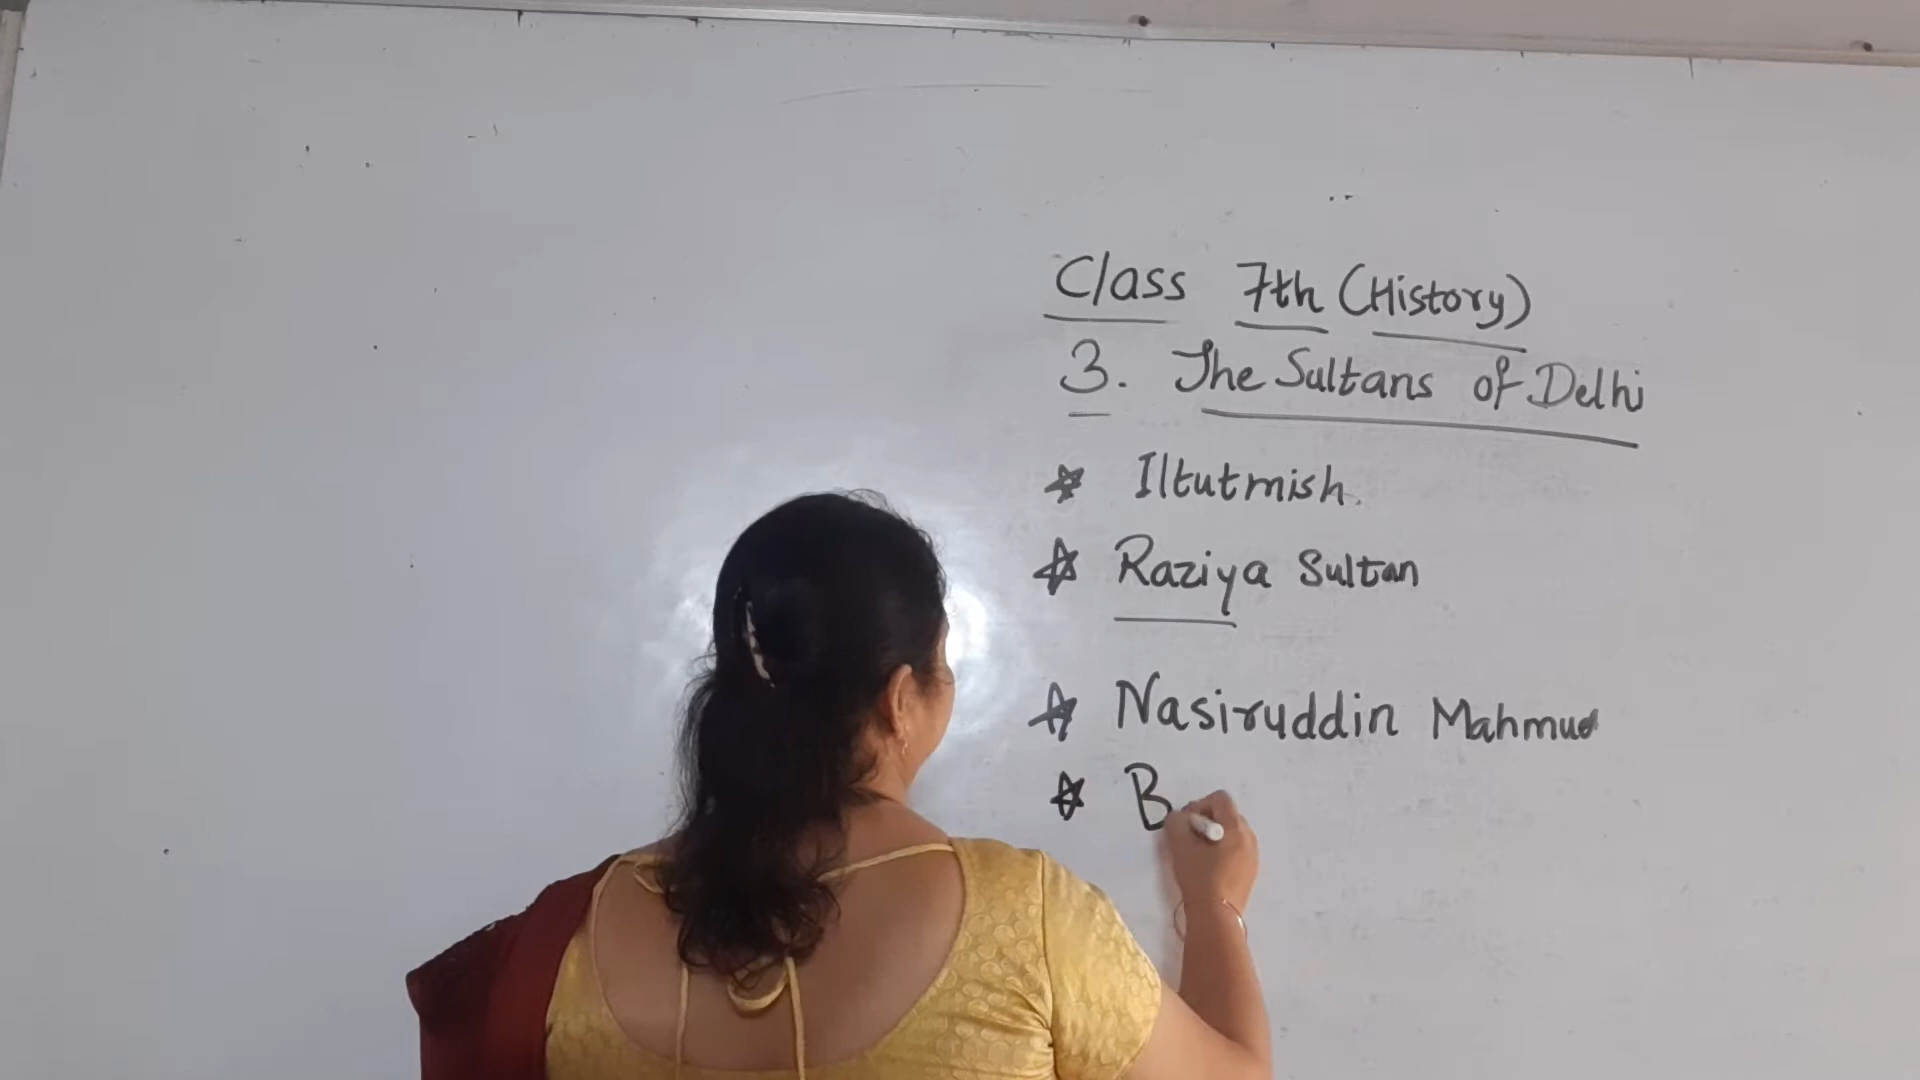 Class 7th (History)
3. The Sultans of Delhi
☆ Iltutmish.
☆ Raziya Sultan
☆ Nasiruddin Mahmud
☆ B